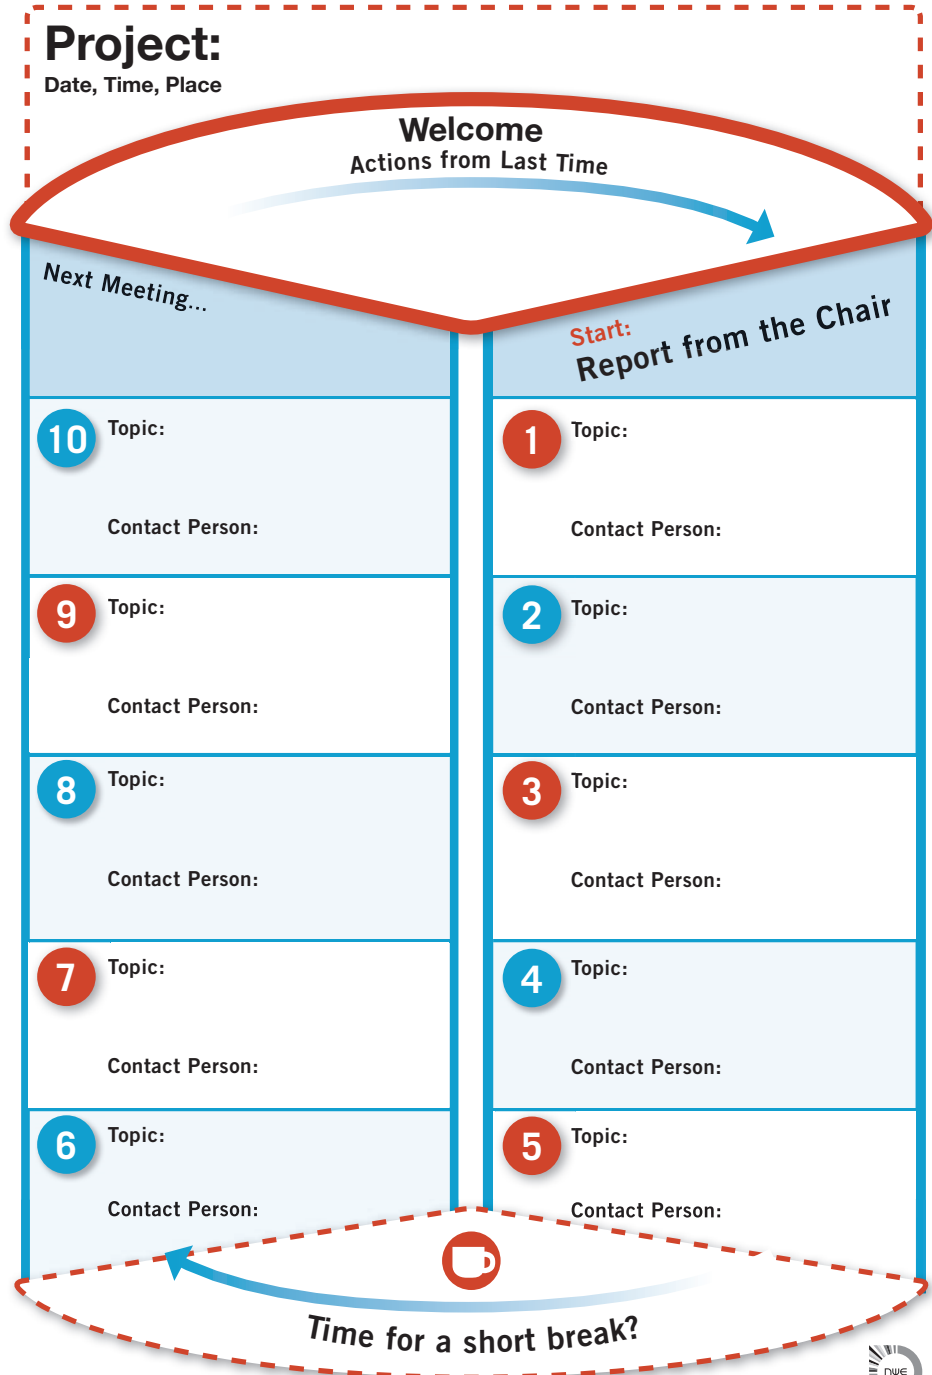 Project:
Date, Time, Place
Welcome
Actions from Last Time
Start:
Report from the Chair
1
Topic:
Contact Person:
2
Topic:
Contact Person:
3
Topic:
Contact Person:
4
Topic:
Contact Person:
5
Topic:
Contact Person:
Time for a short break?
6
Topic:
Contact Person:
7
Topic:
Contact Person:
8
Topic:
Contact Person:
9
Topic:
Contact Person:
10
Topic:
Contact Person:
Next Meeting...
DWE